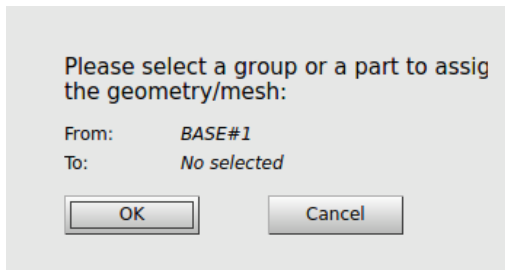 Please select a group or a part to assig
the geometry/mesh:
From: BASE#1
To: No selected
OK Cancel